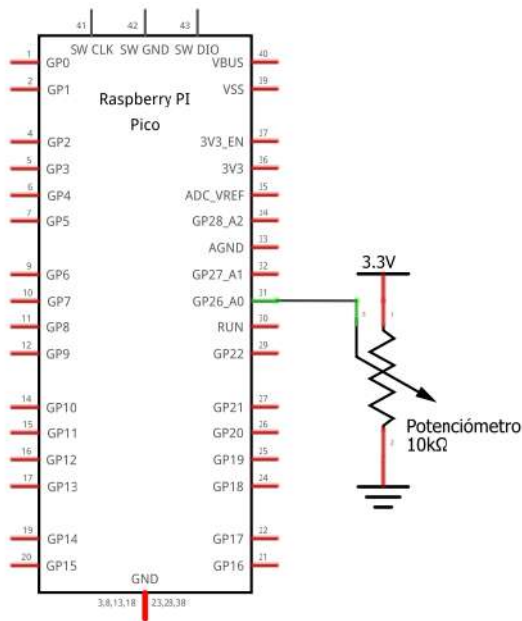 41 42 43
SW CLK SW GND SW DIO
Raspberry PI
Pico
1 GP0
2 GP1
4 GP2
5 GP3
6 GP4
7 GP5
9 GP6
10 GP7
11 GP8
12 GP9
14 GP10
15 GP11
16 GP12
17 GP13
19 GP14
20 GP15
VBUS 40
VSS 39
3V3_EN 37
3V3 36
ADC_VREF 35
GP28_A2 34
AGND 33
GP27_A1 32
GP26_A0 31
RUN 30
GP22 29
GP21 27
GP20 26
GP19 25
GP18 24
GP17 22
GP16 21
GND
3,8,13,18 23,28,38
3.3V
Potenciómetro
10kΩ